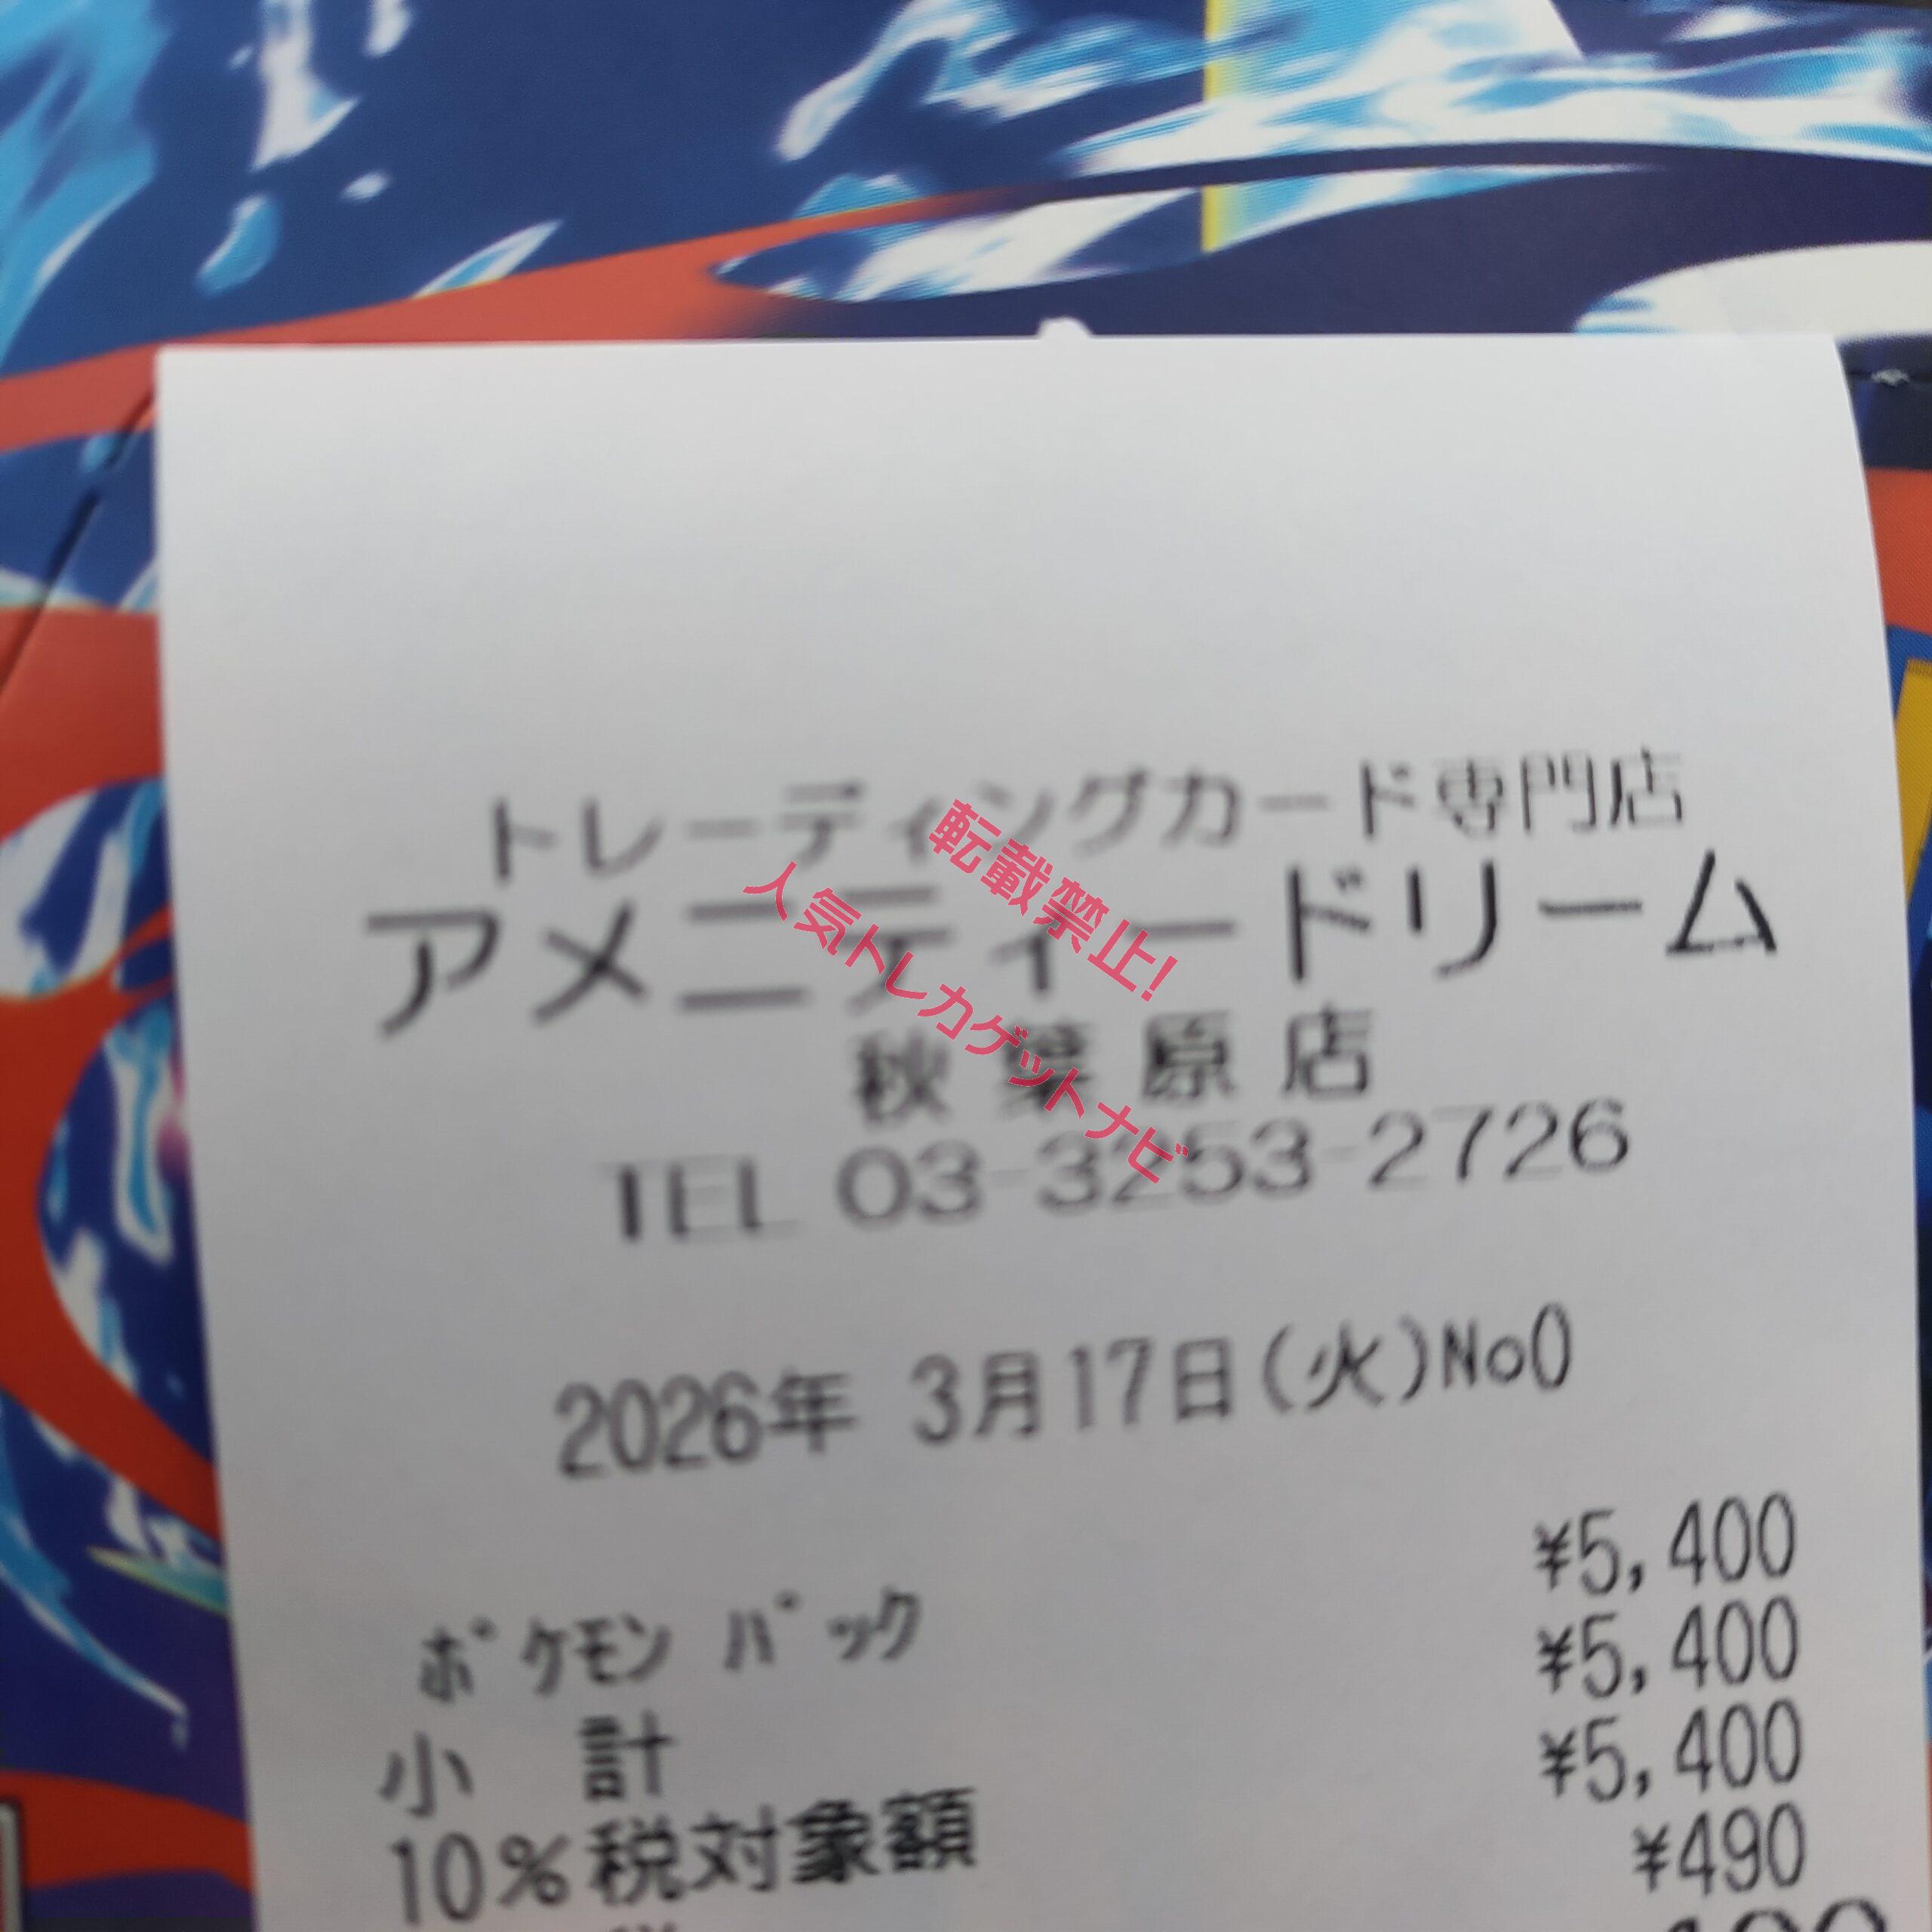 トレーディングカード専門店
アメニティードリーム
秋葉原店
TEL 03-3253-2726
転載禁止!
人気トレカゲットナビ
2026年 3月17日(火)No0
¥5,400
ポケモン パック ¥5,400
小 計 ¥5,400
10%税対象額 ¥490